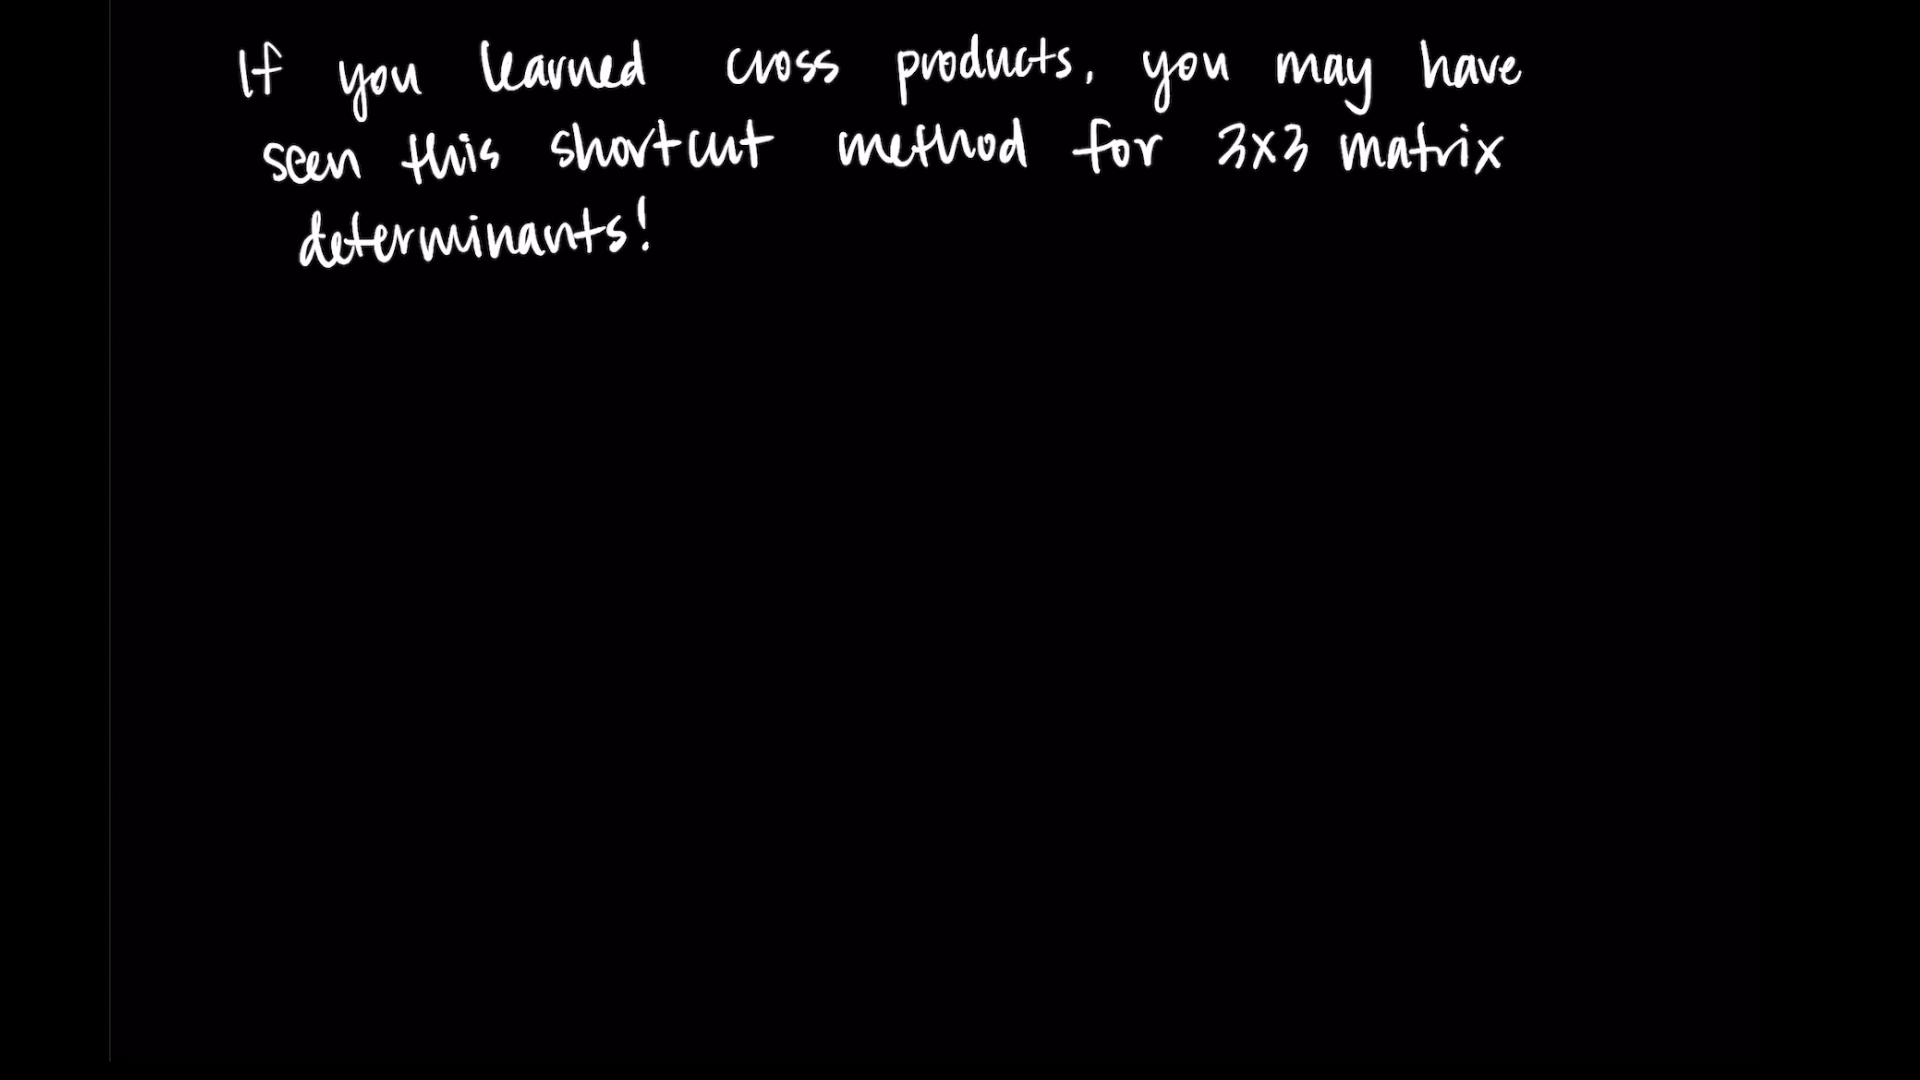 If you learned cross products, you may have
seen this shortcut method for 3x3 matrix
determinants!